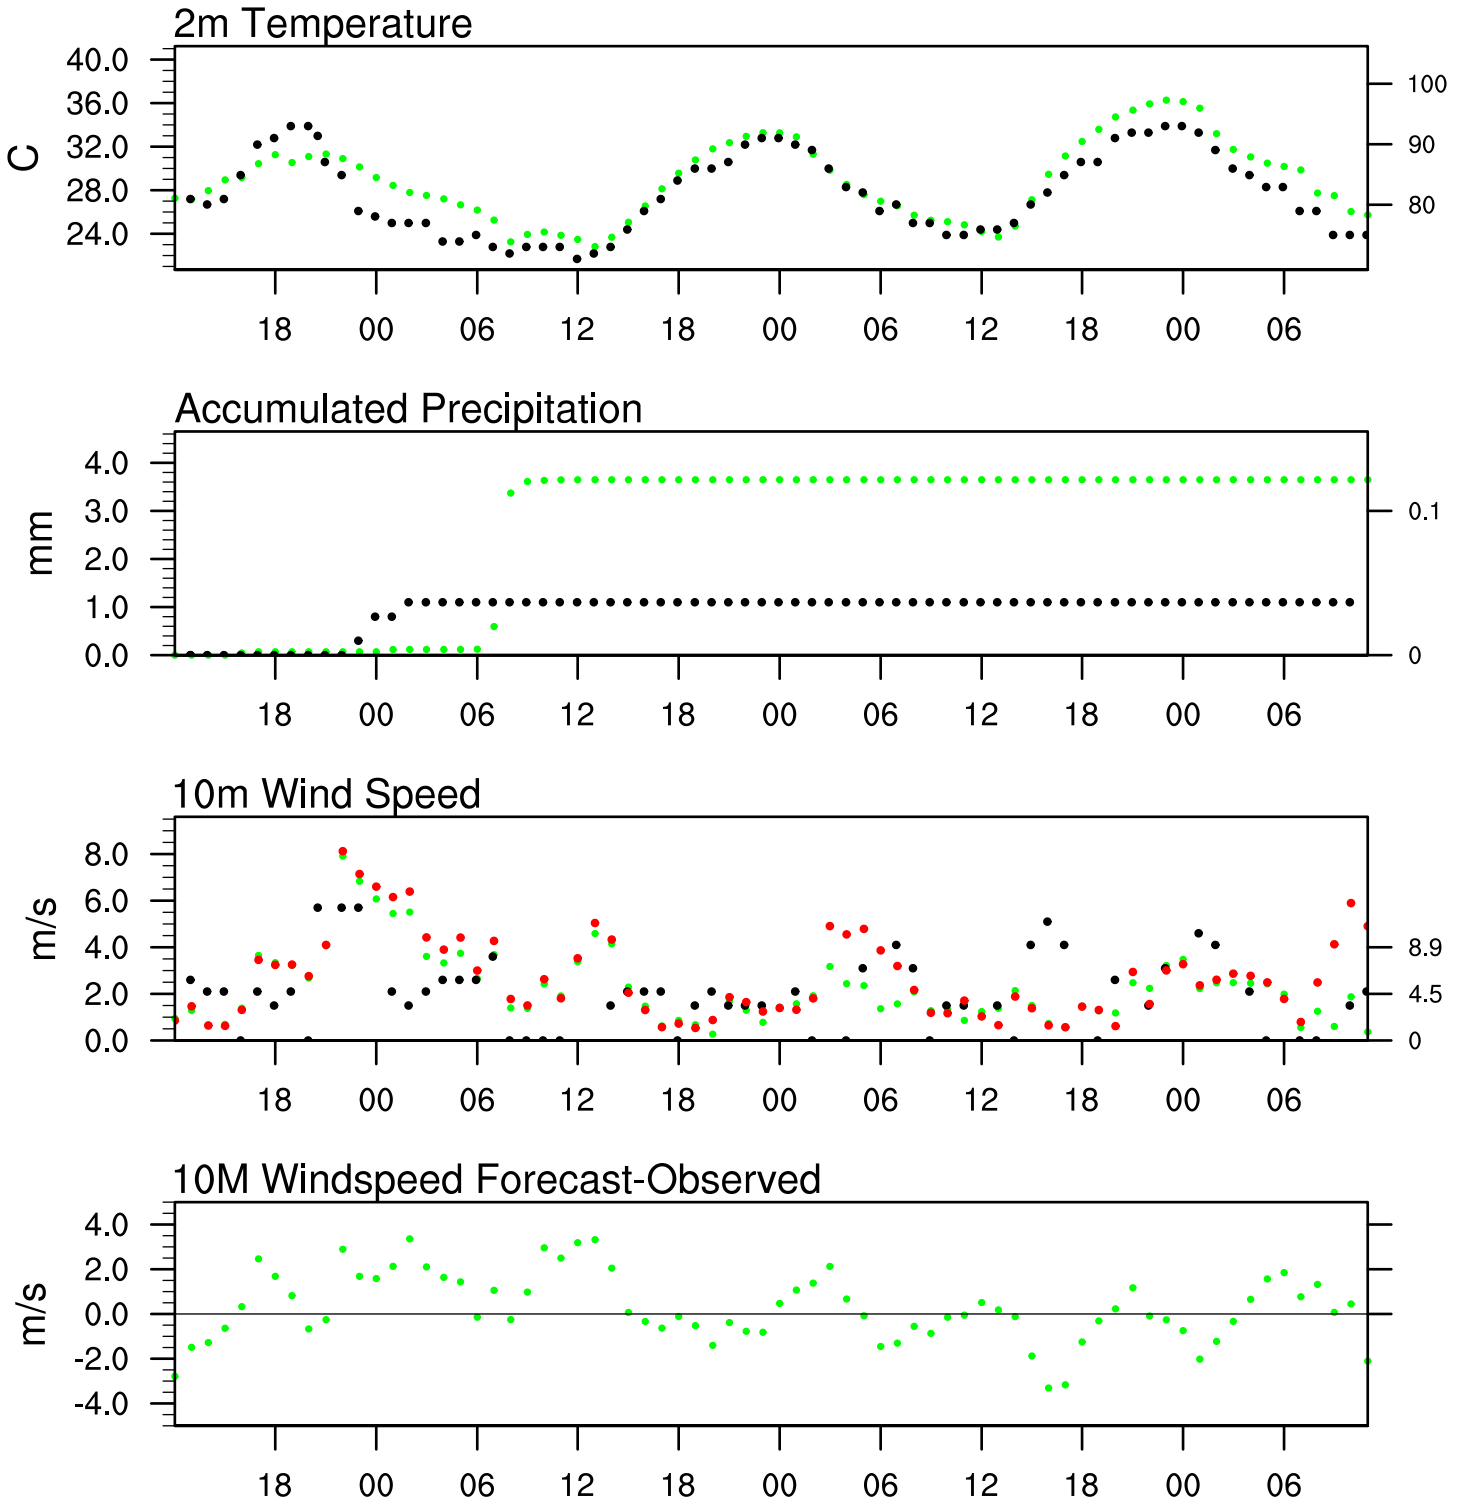 2m Temperature
40.0
36.0
32.0
28.0
24.0
C
100
90
80
18 00 06 12 18 00 06 12 18 00 06
Accumulated Precipitation
4.0
3.0
2.0
1.0
0.0
mm
0.1
0
18 00 06 12 18 00 06 12 18 00 06
10m Wind Speed
8.0
6.0
4.0
2.0
0.0
m/s
8.9
4.5
0
18 00 06 12 18 00 06 12 18 00 06
10M Windspeed Forecast-Observed
4.0
2.0
0.0
-2.0
-4.0
m/s
18 00 06 12 18 00 06 12 18 00 06